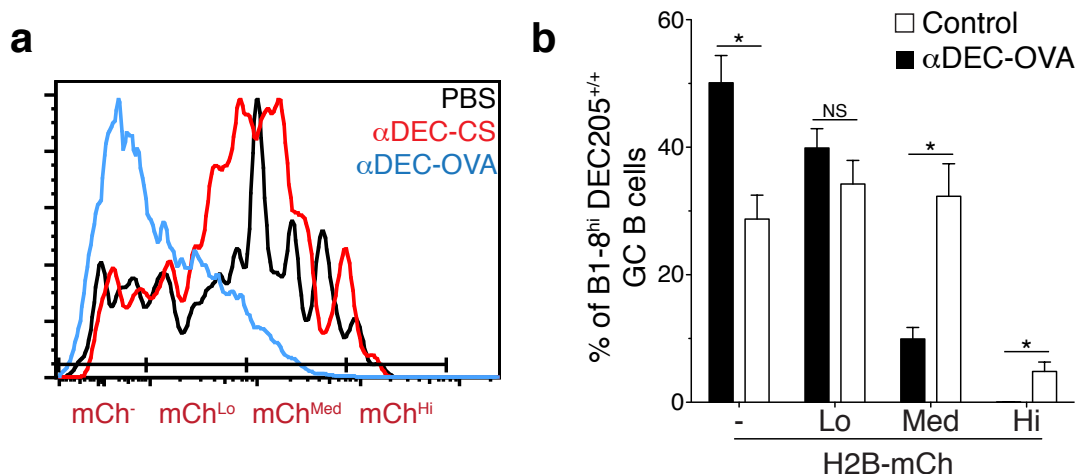 a
PBS
αDEC-CS
αDEC-OVA
mCh⁻ mChᴸᵒ mChᴹᵉᵈ mChᴴⁱ
b
Control
αDEC-OVA
% of B1-8ʰⁱ DEC205⁺/⁺
GC B cells
60
40
20
0
* NS * *
- Lo Med Hi
H2B-mCh